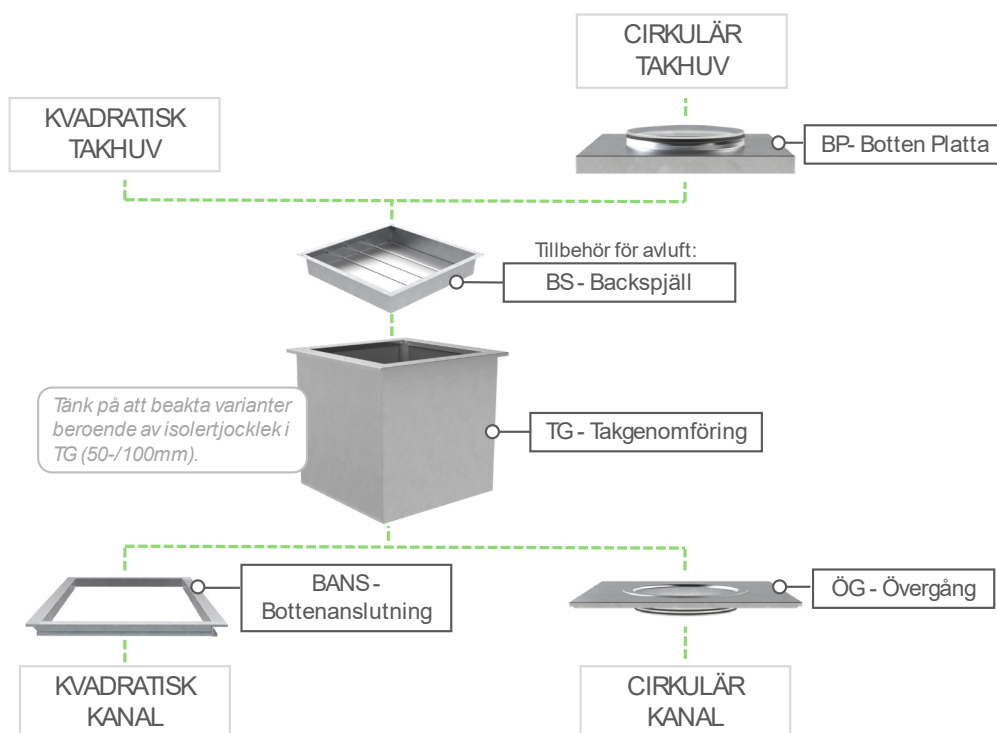 CIRKULÄR
TAKHUV
KVADRATISK
TAKHUV
BP- Botten Platta
Tillbehör för avluft:
BS - Backspjäll
Tänk på att beakta varianter
beroende av isolertjocklek i
TG (50-/100mm).
TG - Takgenomföring
BANS -
Bottenanslutning
ÖG - Övergång
KVADRATISK
KANAL
CIRKULÄR
KANAL